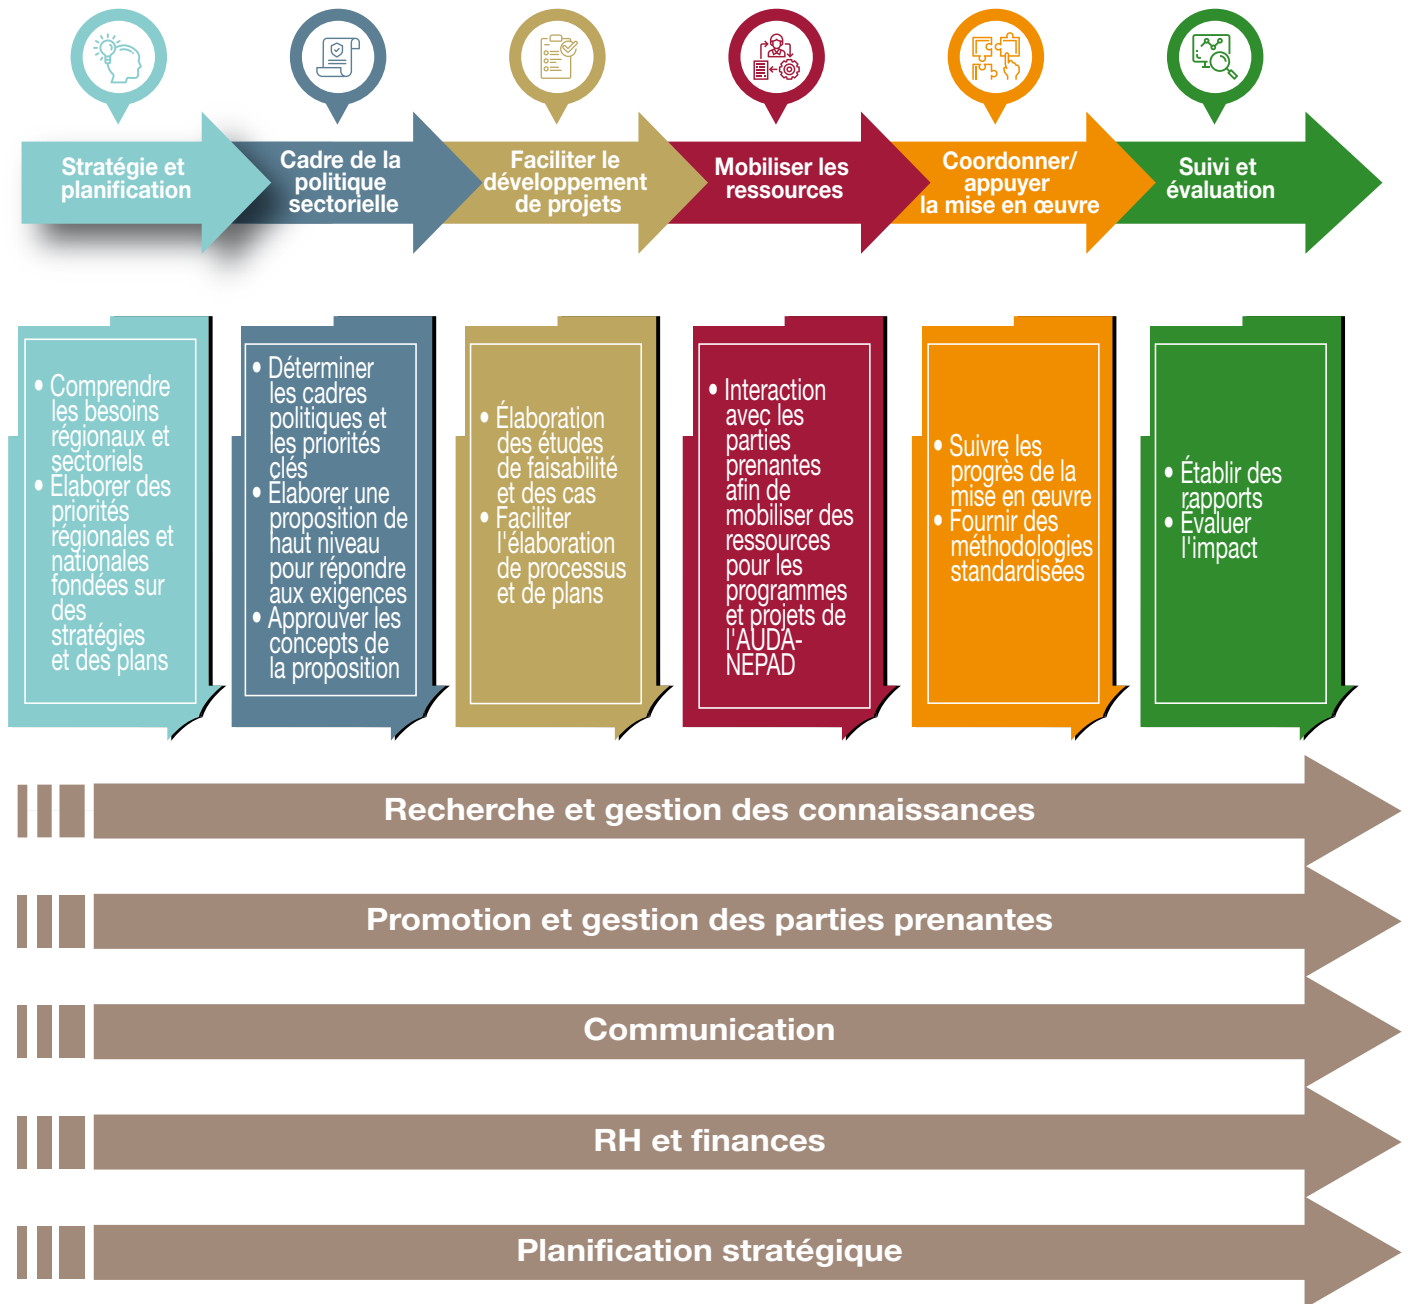 Stratégie et
planification
Cadre de la
politique
sectorielle
Faciliter le
développement
de projets
Mobiliser les
ressources
Coordonner/
appuyer
la mise en œuvre
Suivi et
évaluation
• Comprendre
les besoins
régionaux et
sectoriels
• Élaborer des
priorités
régionales et
nationales
fondées sur
des
stratégies
et des plans
• Déterminer
les cadres
politiques et
les priorités
clés
• Élaborer une
proposition de
haut niveau
pour répondre
aux exigences
• Approuver les
concepts de
la proposition
• Élaboration
des études
de faisabilité
et des cas
• Faciliter
l'élaboration
de processus
et de plans
• Interaction
avec les
parties
prenantes
afin de
mobiliser des
ressources
pour les
programmes
et projets de
l'AUDA-
NEPAD
• Suivre les
progrès de la
mise en œuvre
• Fournir des
méthodologies
standardisées
• Établir des
rapports
• Évaluer
l'impact
Recherche et gestion des connaissances
Promotion et gestion des parties prenantes
Communication
RH et finances
Planification stratégique